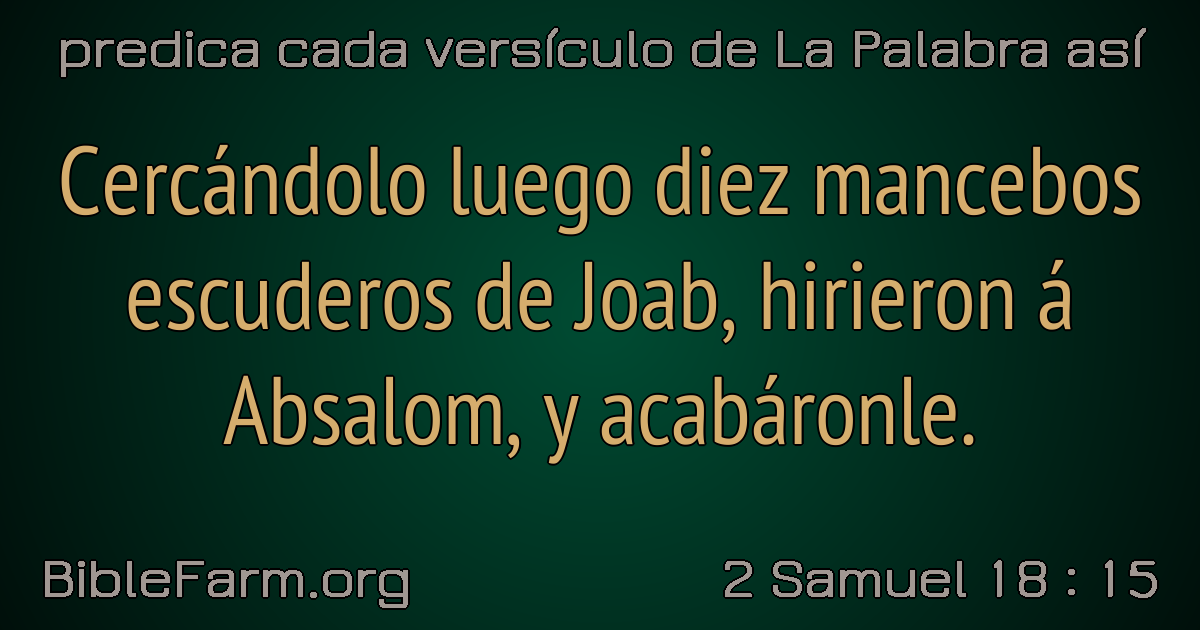 predica cada versículo de La Palabra así
Cercándolo luego diez mancebos
escuderos de Joab, hirieron á
Absalom, y acabáronle.
BibleFarm.org
2 Samuel 18 : 15